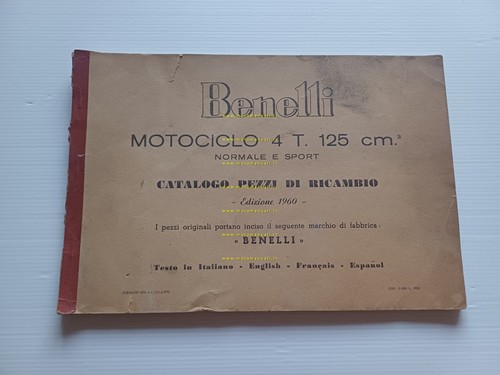 Benelli
MOTOCICLO 4 T. 125 cm.³
NORMALE E SPORT
CATALOGO PEZZI DI RICAMBIO
- Edizione 1960 -
I pezzi originali portano inciso il seguente marchio di fabbrica:
« BENELLI »
Testo in Italiano - English - Français - Español